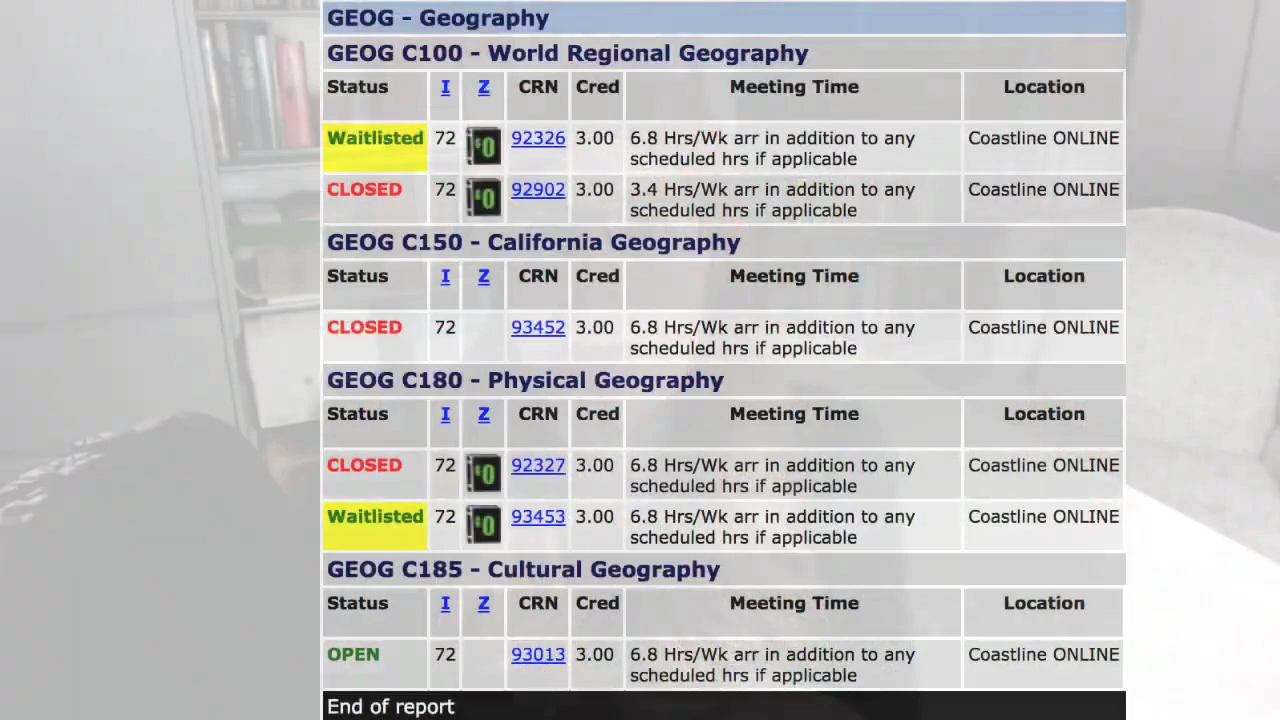 GEOG - Geography
GEOG C100 - World Regional Geography
Status I Z CRN Cred Meeting Time Location
Waitlisted 72 $0 92326 3.00 6.8 Hrs/Wk arr in addition to any Coastline ONLINE
scheduled hrs if applicable
CLOSED 72 $0 92902 3.00 3.4 Hrs/Wk arr in addition to any Coastline ONLINE
scheduled hrs if applicable
GEOG C150 - California Geography
Status I Z CRN Cred Meeting Time Location
CLOSED 72 93452 3.00 6.8 Hrs/Wk arr in addition to any Coastline ONLINE
scheduled hrs if applicable
GEOG C180 - Physical Geography
Status I Z CRN Cred Meeting Time Location
CLOSED 72 $0 92327 3.00 6.8 Hrs/Wk arr in addition to any Coastline ONLINE
scheduled hrs if applicable
Waitlisted 72 $0 93453 3.00 6.8 Hrs/Wk arr in addition to any Coastline ONLINE
scheduled hrs if applicable
GEOG C185 - Cultural Geography
Status I Z CRN Cred Meeting Time Location
OPEN 72 93013 3.00 6.8 Hrs/Wk arr in addition to any Coastline ONLINE
scheduled hrs if applicable
End of report